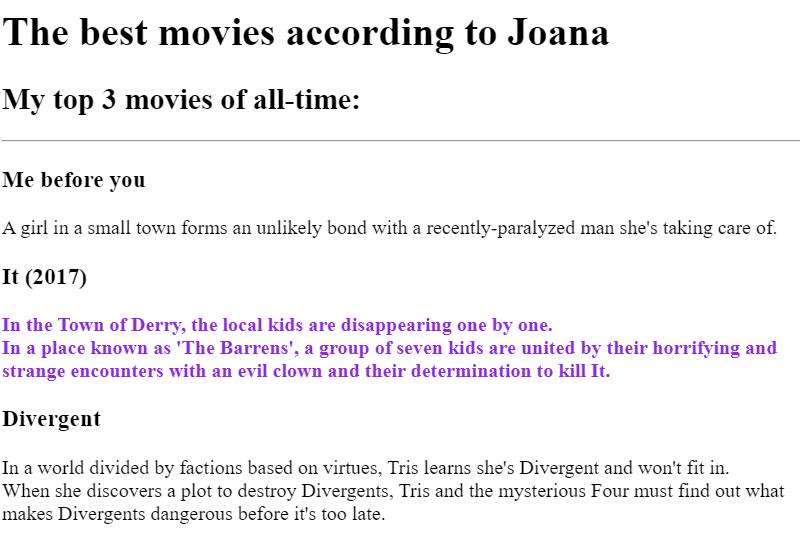 The best movies according to Joana
My top 3 movies of all-time:
Me before you
A girl in a small town forms an unlikely bond with a recently-paralyzed man she's taking care of.
It (2017)
In the Town of Derry, the local kids are disappearing one by one.
In a place known as 'The Barrens', a group of seven kids are united by their horrifying and
strange encounters with an evil clown and their determination to kill It.
Divergent
In a world divided by factions based on virtues, Tris learns she's Divergent and won't fit in.
When she discovers a plot to destroy Divergents, Tris and the mysterious Four must find out what
makes Divergents dangerous before it's too late.